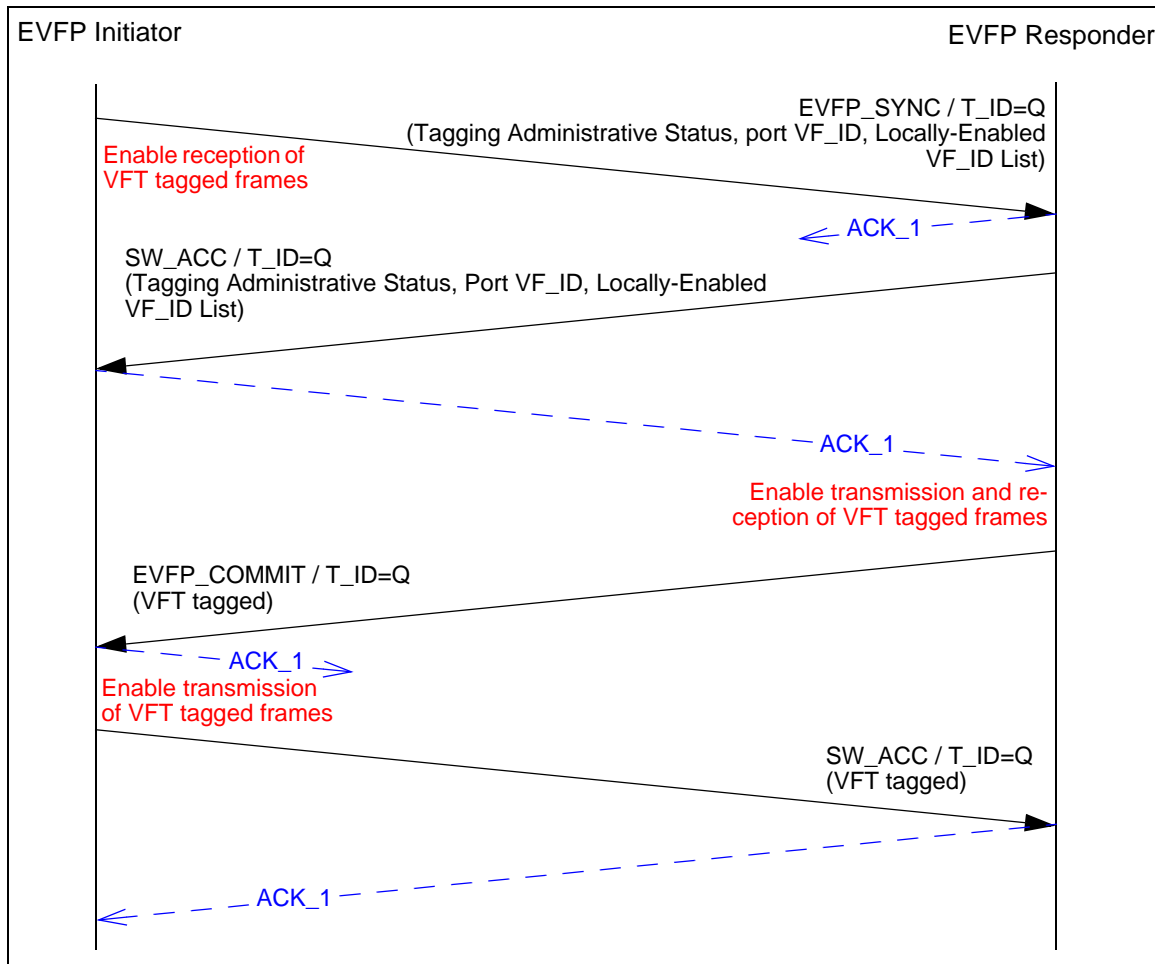 EVFP Initiator
EVFP Responder
EVFP_SYNC / T_ID=Q
(Tagging Administrative Status, port VF_ID, Locally-Enabled
VF_ID List)
Enable reception of
VFT tagged frames
ACK_1
SW_ACC / T_ID=Q
(Tagging Administrative Status, Port VF_ID, Locally-Enabled
VF_ID List)
ACK_1
Enable transmission and re-
ception of VFT tagged frames
EVFP_COMMIT / T_ID=Q
(VFT tagged)
ACK_1
Enable transmission
of VFT tagged frames
SW_ACC / T_ID=Q
(VFT tagged)
ACK_1